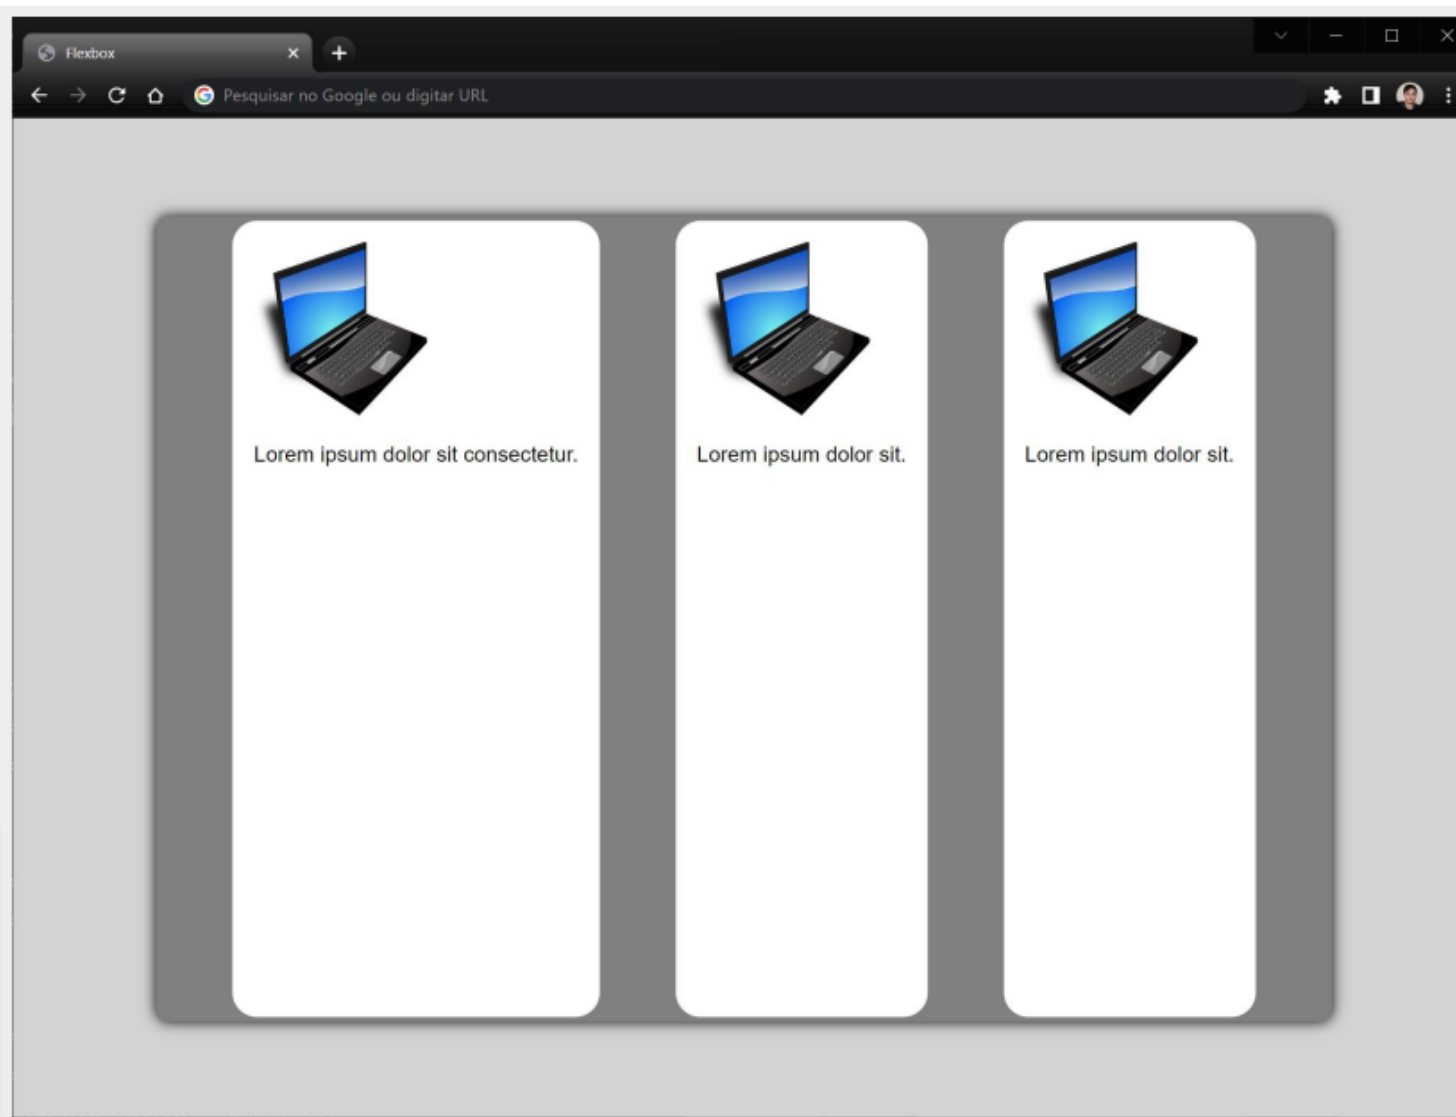 Flexbox
Pesquisar no Google ou digitar URL
Lorem ipsum dolor sit consectetur.
Lorem ipsum dolor sit.
Lorem ipsum dolor sit.